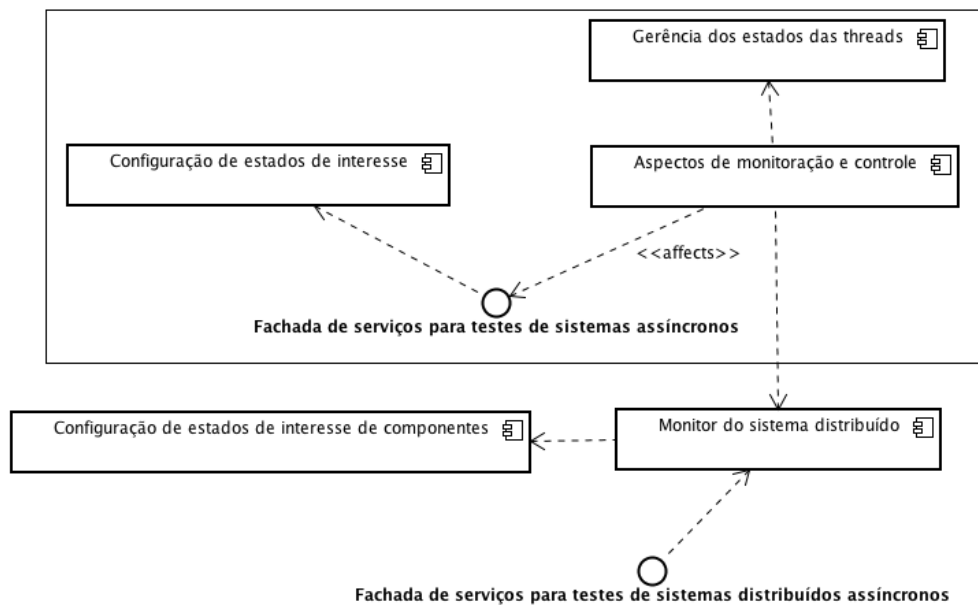 Gerência dos estados das threads
Configuração de estados de interesse
Aspectos de monitoração e controle
<<affects>>
Fachada de serviços para testes de sistemas assíncronos
Configuração de estados de interesse de componentes
Monitor do sistema distribuído
Fachada de serviços para testes de sistemas distribuídos assíncronos